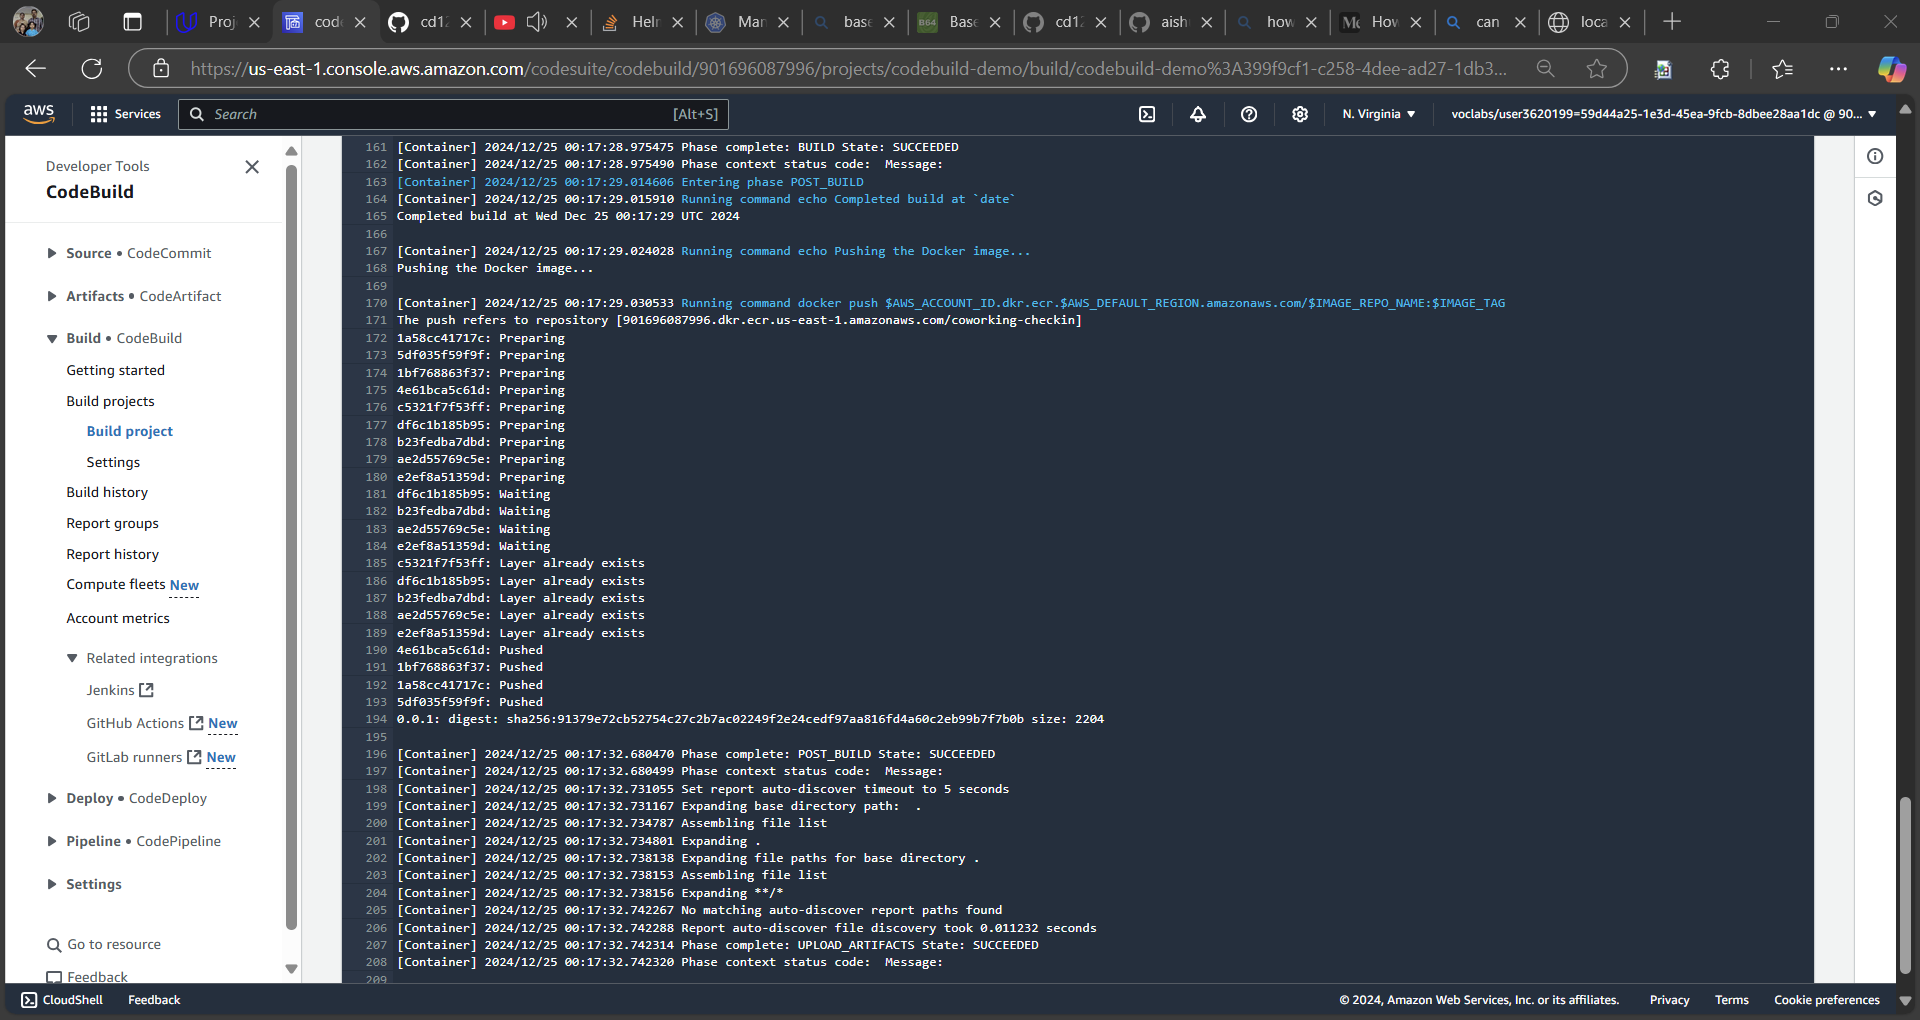 Proj
code
cd12
Heln
Man
base
B64 Base
cd12
aish
how
Mc How
can
loca
https://us-east-1.console.aws.amazon.com/codesuite/codebuild/901696087996/projects/codebuild-demo/build/codebuild-demo%3A399f9cf1-c258-4dee-ad27-1db3...
aws
Services
Search
[Alt+S]
N. Virginia
voclabs/user3620199=59d44a25-1e3d-45ea-9fcb-8dbee28aa1dc @ 90...
Developer Tools
CodeBuild
Source • CodeCommit
Artifacts • CodeArtifact
Build • CodeBuild
Getting started
Build projects
Build project
Settings
Build history
Report groups
Report history
Compute fleets New
Account metrics
Related integrations
Jenkins
GitHub Actions New
GitLab runners New
Deploy • CodeDeploy
Pipeline • CodePipeline
Settings
Go to resource
Feedback
161 [Container] 2024/12/25 00:17:28.975475 Phase complete: BUILD State: SUCCEEDED
162 [Container] 2024/12/25 00:17:28.975490 Phase context status code:  Message:
163 [Container] 2024/12/25 00:17:29.014606 Entering phase POST_BUILD
164 [Container] 2024/12/25 00:17:29.015910 Running command echo Completed build at `date`
165 Completed build at Wed Dec 25 00:17:29 UTC 2024
166
167 [Container] 2024/12/25 00:17:29.024028 Running command echo Pushing the Docker image...
168 Pushing the Docker image...
169
170 [Container] 2024/12/25 00:17:29.030533 Running command docker push $AWS_ACCOUNT_ID.dkr.ecr.$AWS_DEFAULT_REGION.amazonaws.com/$IMAGE_REPO_NAME:$IMAGE_TAG
171 The push refers to repository [901696087996.dkr.ecr.us-east-1.amazonaws.com/coworking-checkin]
172 1a58cc41717c: Preparing
173 5df035f59f9f: Preparing
174 1bf768863f37: Preparing
175 4e61bca5c61d: Preparing
176 c5321f7f53ff: Preparing
177 df6c1b185b95: Preparing
178 b23fedba7dbd: Preparing
179 ae2d55769c5e: Preparing
180 e2ef8a51359d: Preparing
181 df6c1b185b95: Waiting
182 b23fedba7dbd: Waiting
183 ae2d55769c5e: Waiting
184 e2ef8a51359d: Waiting
185 c5321f7f53ff: Layer already exists
186 df6c1b185b95: Layer already exists
187 b23fedba7dbd: Layer already exists
188 ae2d55769c5e: Layer already exists
189 e2ef8a51359d: Layer already exists
190 4e61bca5c61d: Pushed
191 1bf768863f37: Pushed
192 1a58cc41717c: Pushed
193 5df035f59f9f: Pushed
194 0.0.1: digest: sha256:91379e72cb52754c27c2b7ac02249f2e24cedf97aa816fd4a60c2eb99b7f7b0b size: 2204
195
196 [Container] 2024/12/25 00:17:32.680470 Phase complete: POST_BUILD State: SUCCEEDED
197 [Container] 2024/12/25 00:17:32.680499 Phase context status code:  Message:
198 [Container] 2024/12/25 00:17:32.731055 Set report auto-discover timeout to 5 seconds
199 [Container] 2024/12/25 00:17:32.731167 Expanding base directory path:  .
200 [Container] 2024/12/25 00:17:32.734787 Assembling file list
201 [Container] 2024/12/25 00:17:32.734801 Expanding .
202 [Container] 2024/12/25 00:17:32.738138 Expanding file paths for base directory .
203 [Container] 2024/12/25 00:17:32.738153 Assembling file list
204 [Container] 2024/12/25 00:17:32.738156 Expanding **/*
205 [Container] 2024/12/25 00:17:32.742267 No matching auto-discover report paths found
206 [Container] 2024/12/25 00:17:32.742288 Report auto-discover file discovery took 0.011232 seconds
207 [Container] 2024/12/25 00:17:32.742314 Phase complete: UPLOAD_ARTIFACTS State: SUCCEEDED
208 [Container] 2024/12/25 00:17:32.742320 Phase context status code:  Message:
209
CloudShell
Feedback
© 2024, Amazon Web Services, Inc. or its affiliates.
Privacy
Terms
Cookie preferences